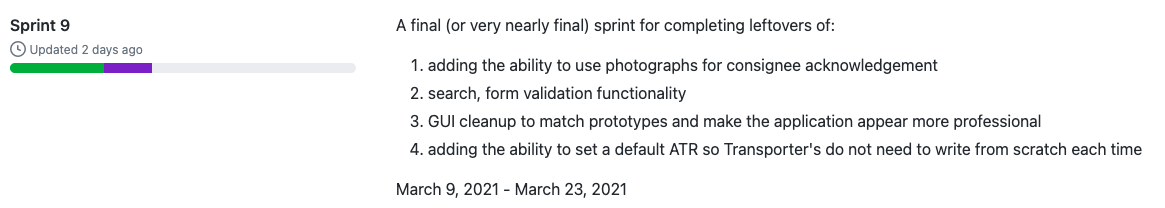 Sprint 9
Updated 2 days ago
A final (or very nearly final) sprint for completing leftovers of:
1. adding the ability to use photographs for consignee acknowledgement
2. search, form validation functionality
3. GUI cleanup to match prototypes and make the application appear more professional
4. adding the ability to set a default ATR so Transporter's do not need to write from scratch each time
March 9, 2021 - March 23, 2021